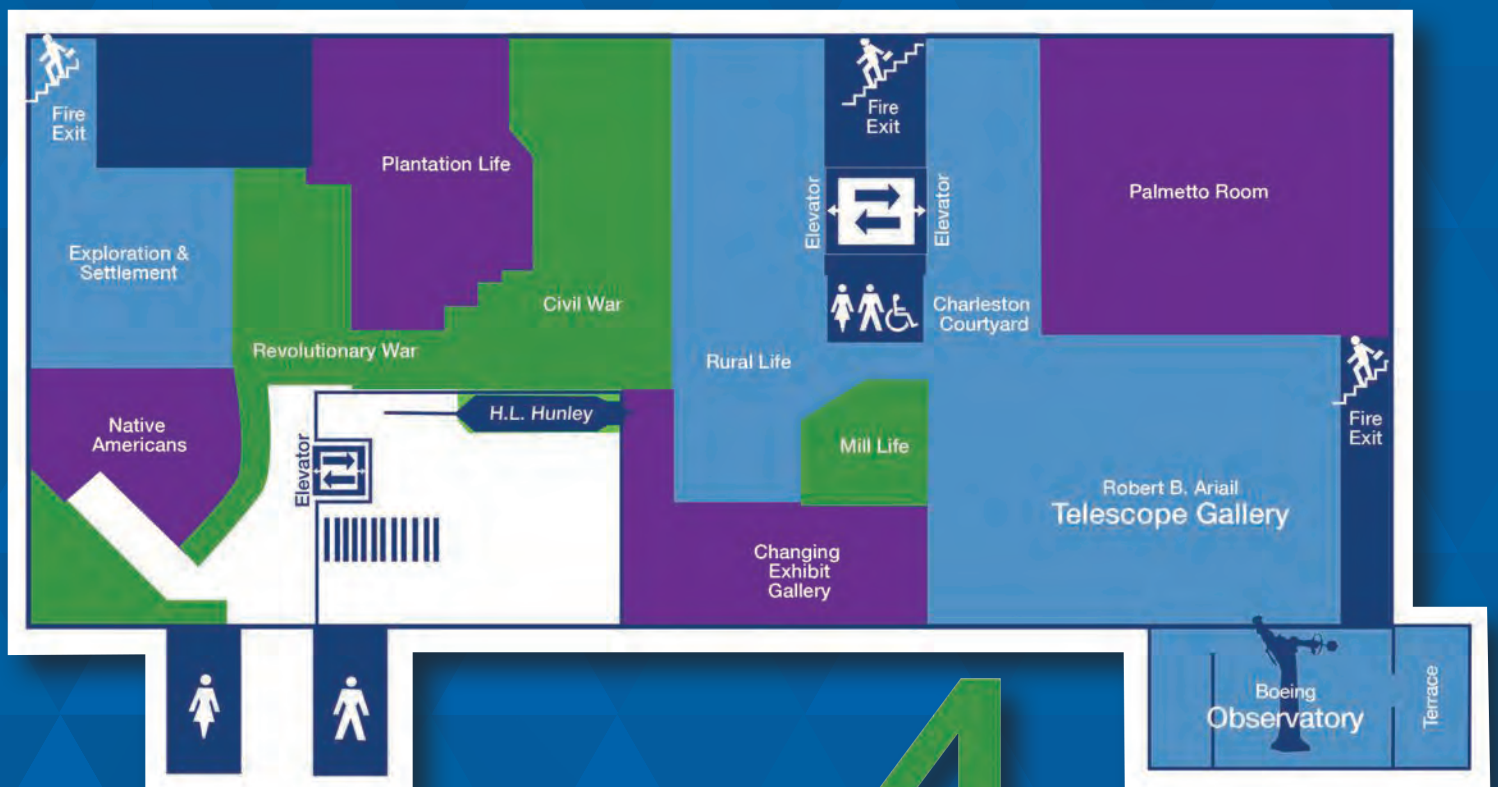 Fire
Exit
Plantation Life
Fire
Exit
Elevator
Elevator
Palmetto Room
Exploration &
Settlement
Civil War
Charleston
Courtyard
Revolutionary War
Rural Life
Native
Americans
H.L. Hunley
Fire
Exit
Elevator
Mill Life
Robert B. Ariail
Telescope Gallery
Changing
Exhibit
Gallery
Boeing
Observatory
Terrace
4